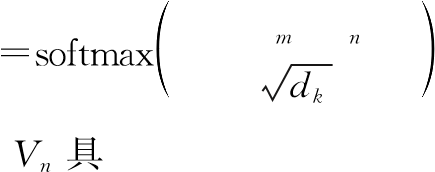 =softmax(
m n
√d_k
)
V_n 具